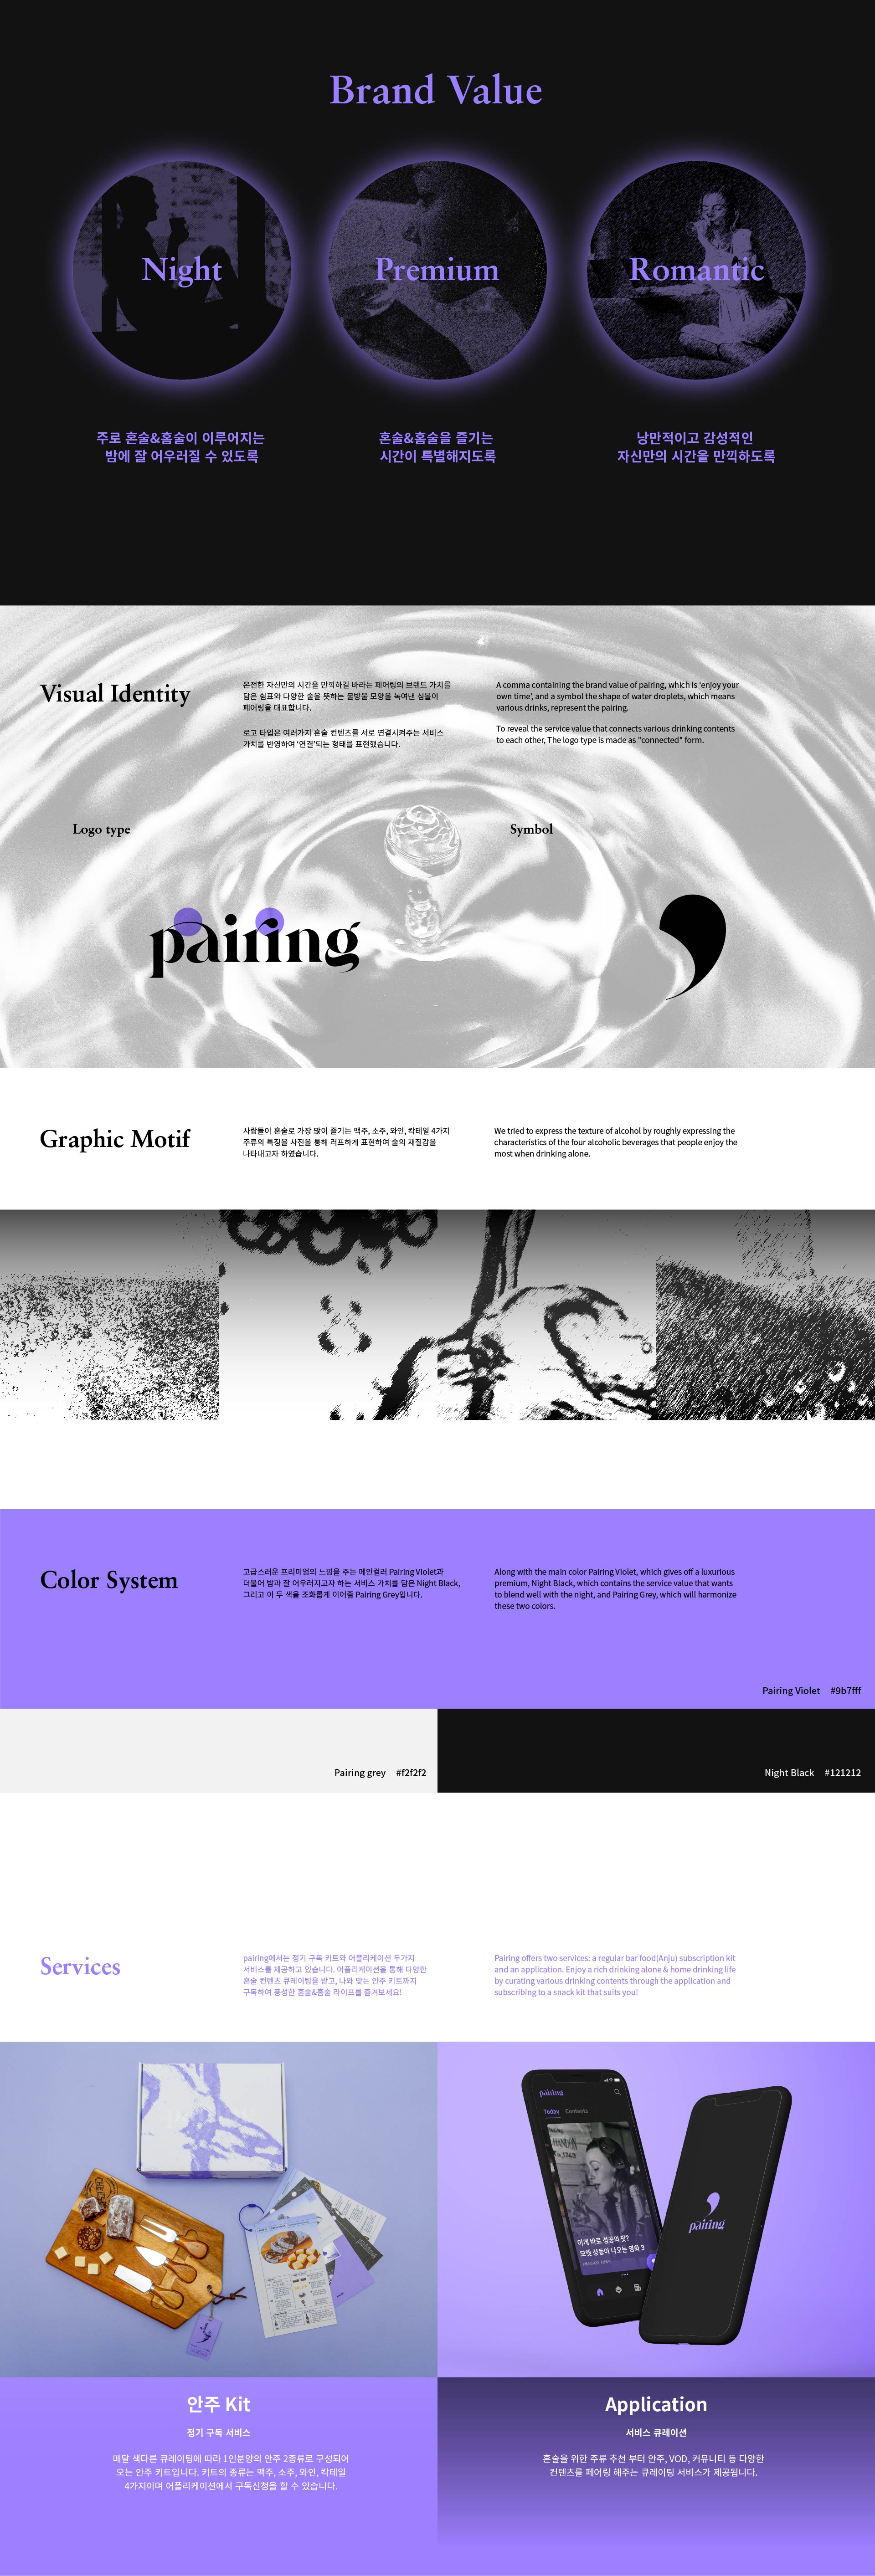 Brand Value
Night
Premium
Romantic
주로 혼술&홈술이 이루어지는
밤에 잘 어우러질 수 있도록
혼술&홈술을 즐기는
시간이 특별해지도록
낭만적이고 감성적인
자신만의 시간을 만끽하도록
Visual Identity
온전한 자신만의 시간을 만끽하길 바라는 페어링의 브랜드 가치를
담은 쉼표와 다양한 술을 뜻하는 물방울 모양을 녹여낸 심볼이
페어링을 대표합니다.
로고 타입은 여러가지 혼술 컨텐츠를 서로 연결시켜주는 서비스
가치를 반영하여 '연결'되는 형태를 표현했습니다.
A comma containing the brand value of pairing, which is 'enjoy your
own time', and a symbol the shape of water droplets, which means
various drinks, represent the pairing.
To reveal the service value that connects various drinking contents
to each other, The logo type is made as "connected" form.
Logo type
Symbol
pairing
Graphic Motif
사람들이 혼술로 가장 많이 즐기는 맥주, 소주, 와인, 칵테일 4가지
주류의 특징을 사진을 통해 러프하게 표현하여 술의 재질감을
나타내고자 하였습니다.
We tried to express the texture of alcohol by roughly expressing the
characteristics of the four alcoholic beverages that people enjoy the
most when drinking alone.
Color System
고급스러운 프리미엄의 느낌을 주는 메인컬러 Pairing Violet과
더불어 밤과 잘 어우러지고자 하는 서비스 가치를 담은 Night Black,
그리고 이 두 색을 조화롭게 이어줄 Pairing Grey입니다.
Along with the main color Pairing Violet, which gives off a luxurious
premium, Night Black, which contains the service value that wants
to blend well with the night, and Pairing Grey, which will harmonize
these two colors.
Pairing Violet #9b7fff
Pairing grey #f2f2f2
Night Black #121212
Services
pairing에서는 정기 구독 키트와 어플리케이션 두가지
서비스를 제공하고 있습니다. 어플리케이션을 통해 다양한
혼술 컨텐츠 큐레이팅을 받고, 나와 맞는 안주 키트까지
구독하여 풍성한 혼술&홈술 라이프를 즐겨보세요!
Pairing offers two services: a regular bar food(Anju) subscription kit
and an application. Enjoy a rich drinking alone & home drinking life
by curating various drinking contents through the application and
subscribing to a snack kit that suits you!
pairing
Today Contents
이게 바로 성공의 맛?
모엣 샹동이 나오는 영화 3
pairing
안주 Kit
정기 구독 서비스
매달 색다른 큐레이팅에 따라 1인분양의 안주 2종류로 구성되어
오는 안주 키트입니다. 키트의 종류는 맥주, 소주, 와인, 칵테일
4가지이며 어플리케이션에서 구독신청을 할 수 있습니다.
Application
서비스 큐레이션
혼술을 위한 주류 추천 부터 안주, VOD, 커뮤니티 등 다양한
컨텐츠를 페어링 해주는 큐레이팅 서비스가 제공됩니다.